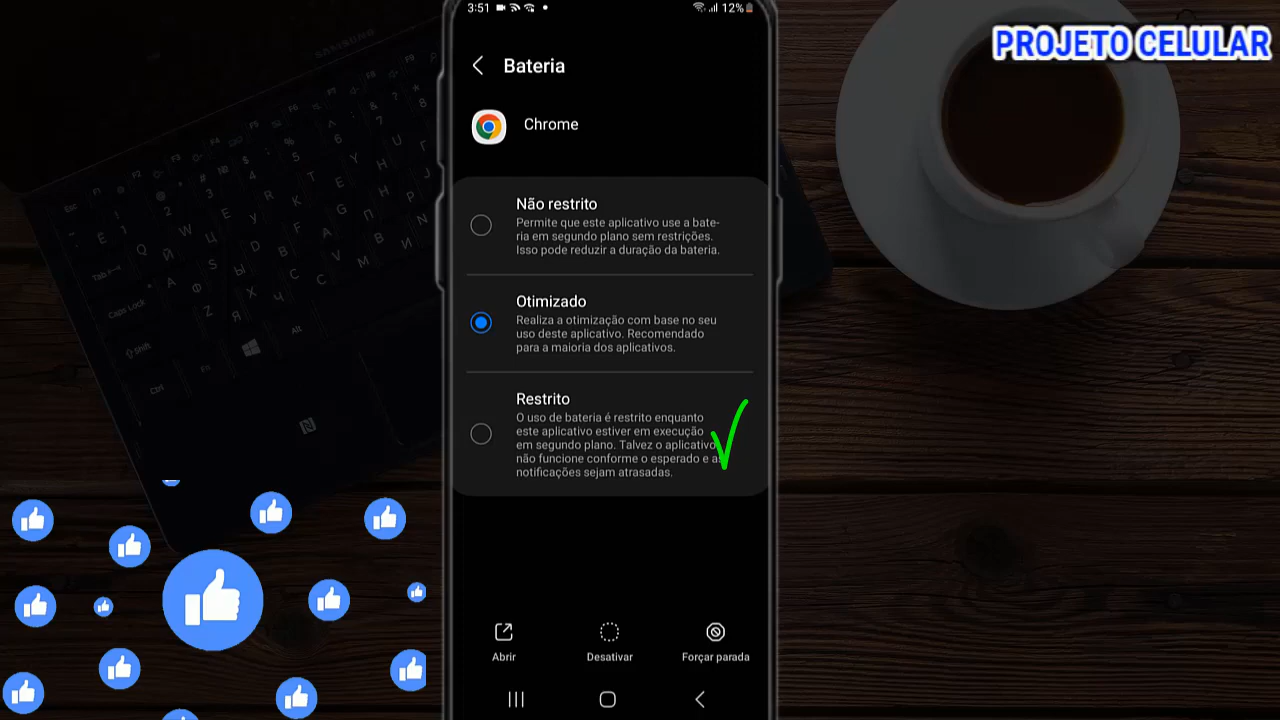 PROJETO CELULAR
SAMSUNG
3:51
12%
Bateria
Chrome
Não restrito
Permite que este aplicativo use a bate-
ria em segundo plano sem restrições.
Isso pode reduzir a duração da bateria.
Otimizado
Realiza a otimização com base no seu
uso deste aplicativo. Recomendado
para a maioria dos aplicativos.
Restrito
O uso de bateria é restrito enquanto
este aplicativo estiver em execução
em segundo plano. Talvez o aplicativo
não funcione conforme o esperado e as
notificações sejam atrasadas.
Abrir
Desativar
Forçar parada